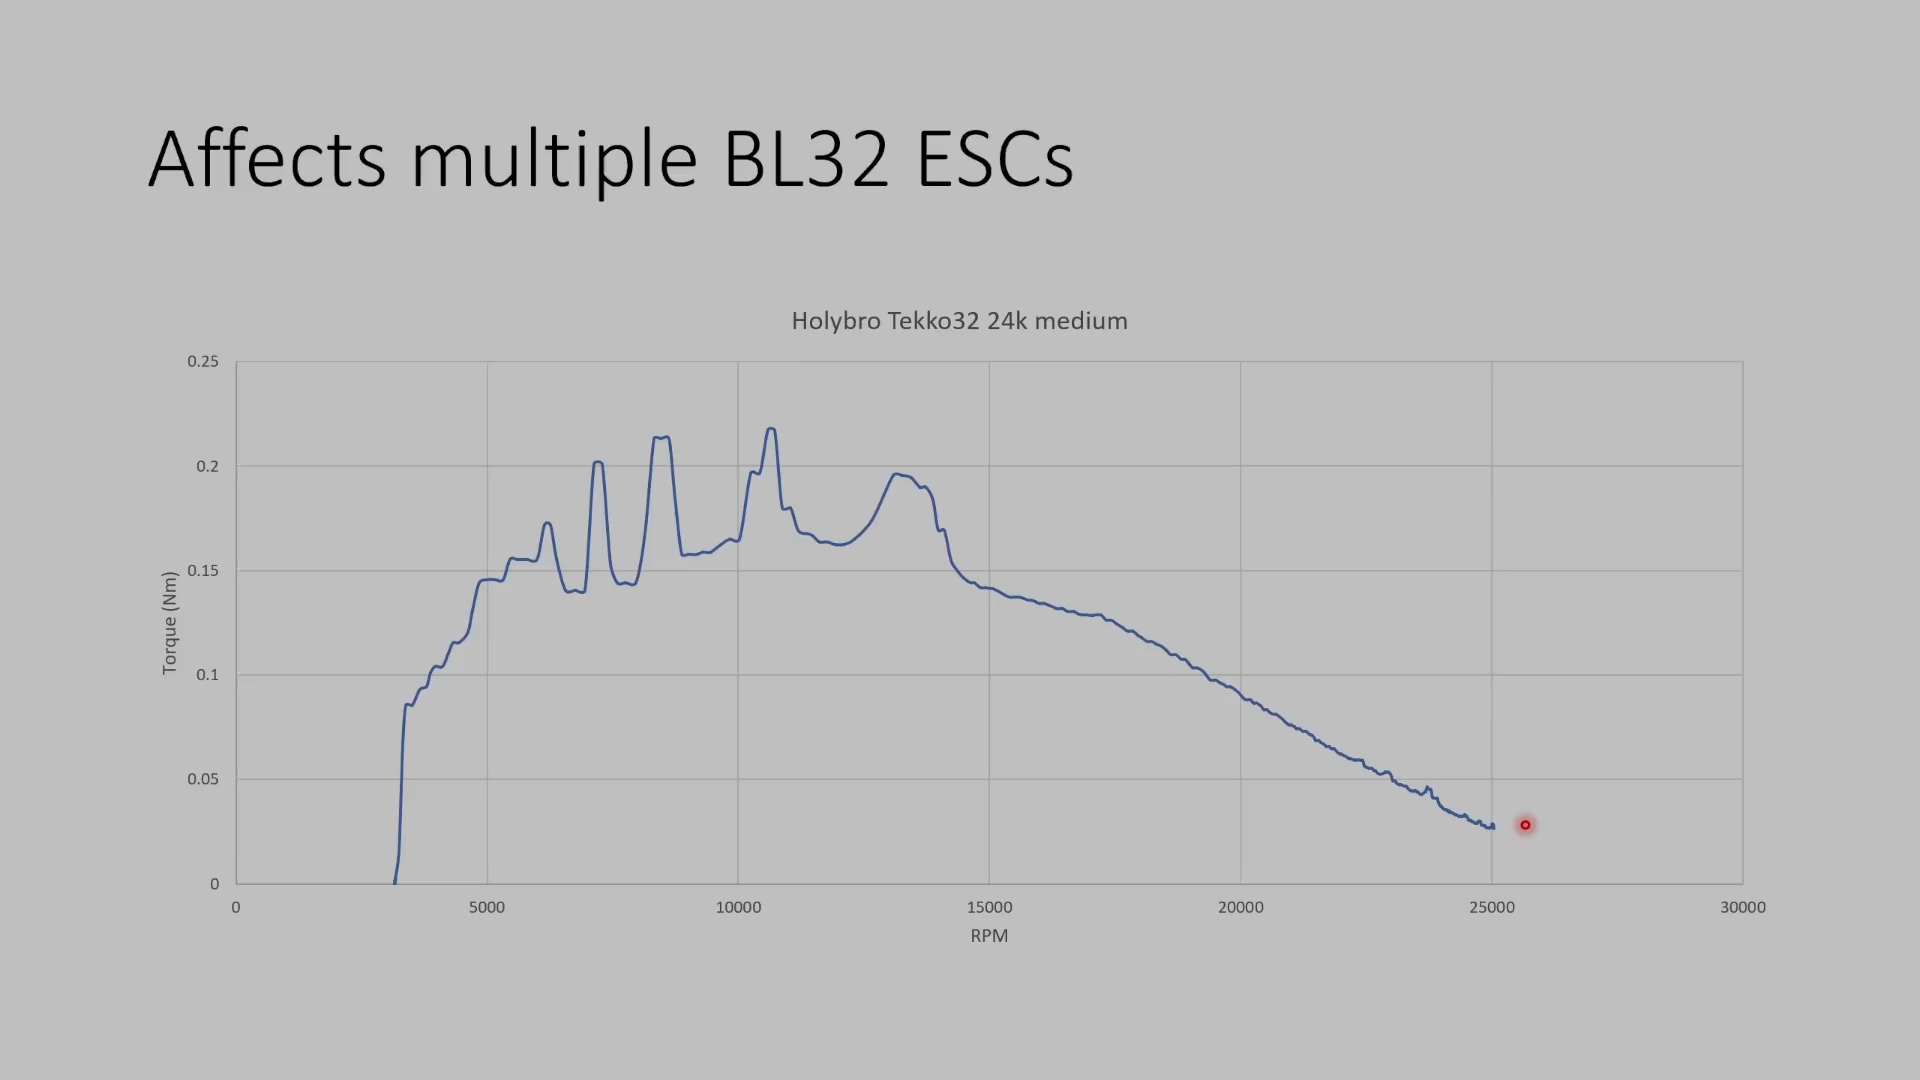 Affects multiple BL32 ESCs
Holybro Tekko32 24k medium
0.25
0.2
0.15
0.1
0.05
0
Torque (Nm)
0 5000 10000 15000 20000 25000 30000
RPM